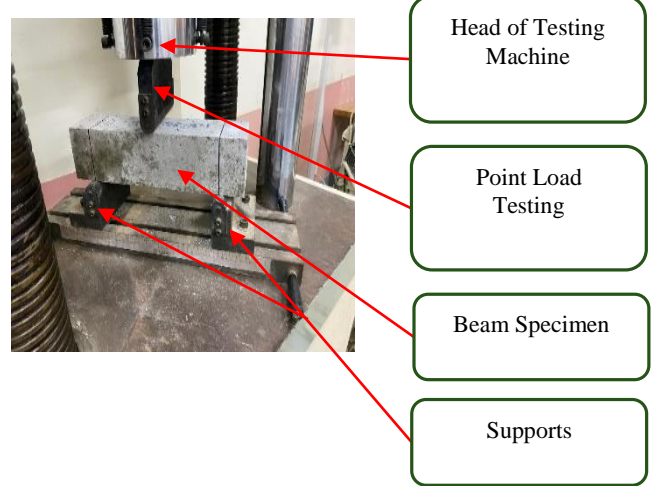 Head of Testing
Machine
Point Load
Testing
Beam Specimen
Supports